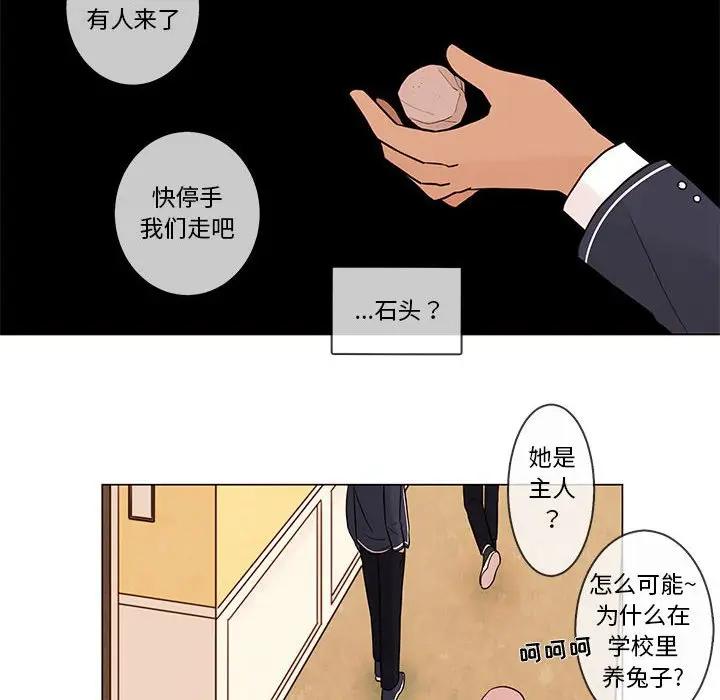 有人来了
快停手
我们走吧
...石头？
她是
主人
？
怎么可能~
为什么在
学校里
养兔子?
呵呵呵